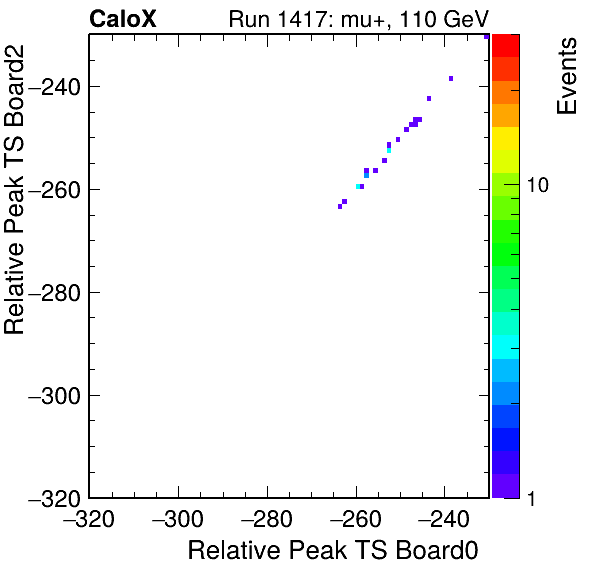 CaloX Run 1417: mu+, 110 GeV
Relative Peak TS Board2
−240
−260
−280
−300
−320
−320 −300 −280 −260 −240
Relative Peak TS Board0
Events
10
1